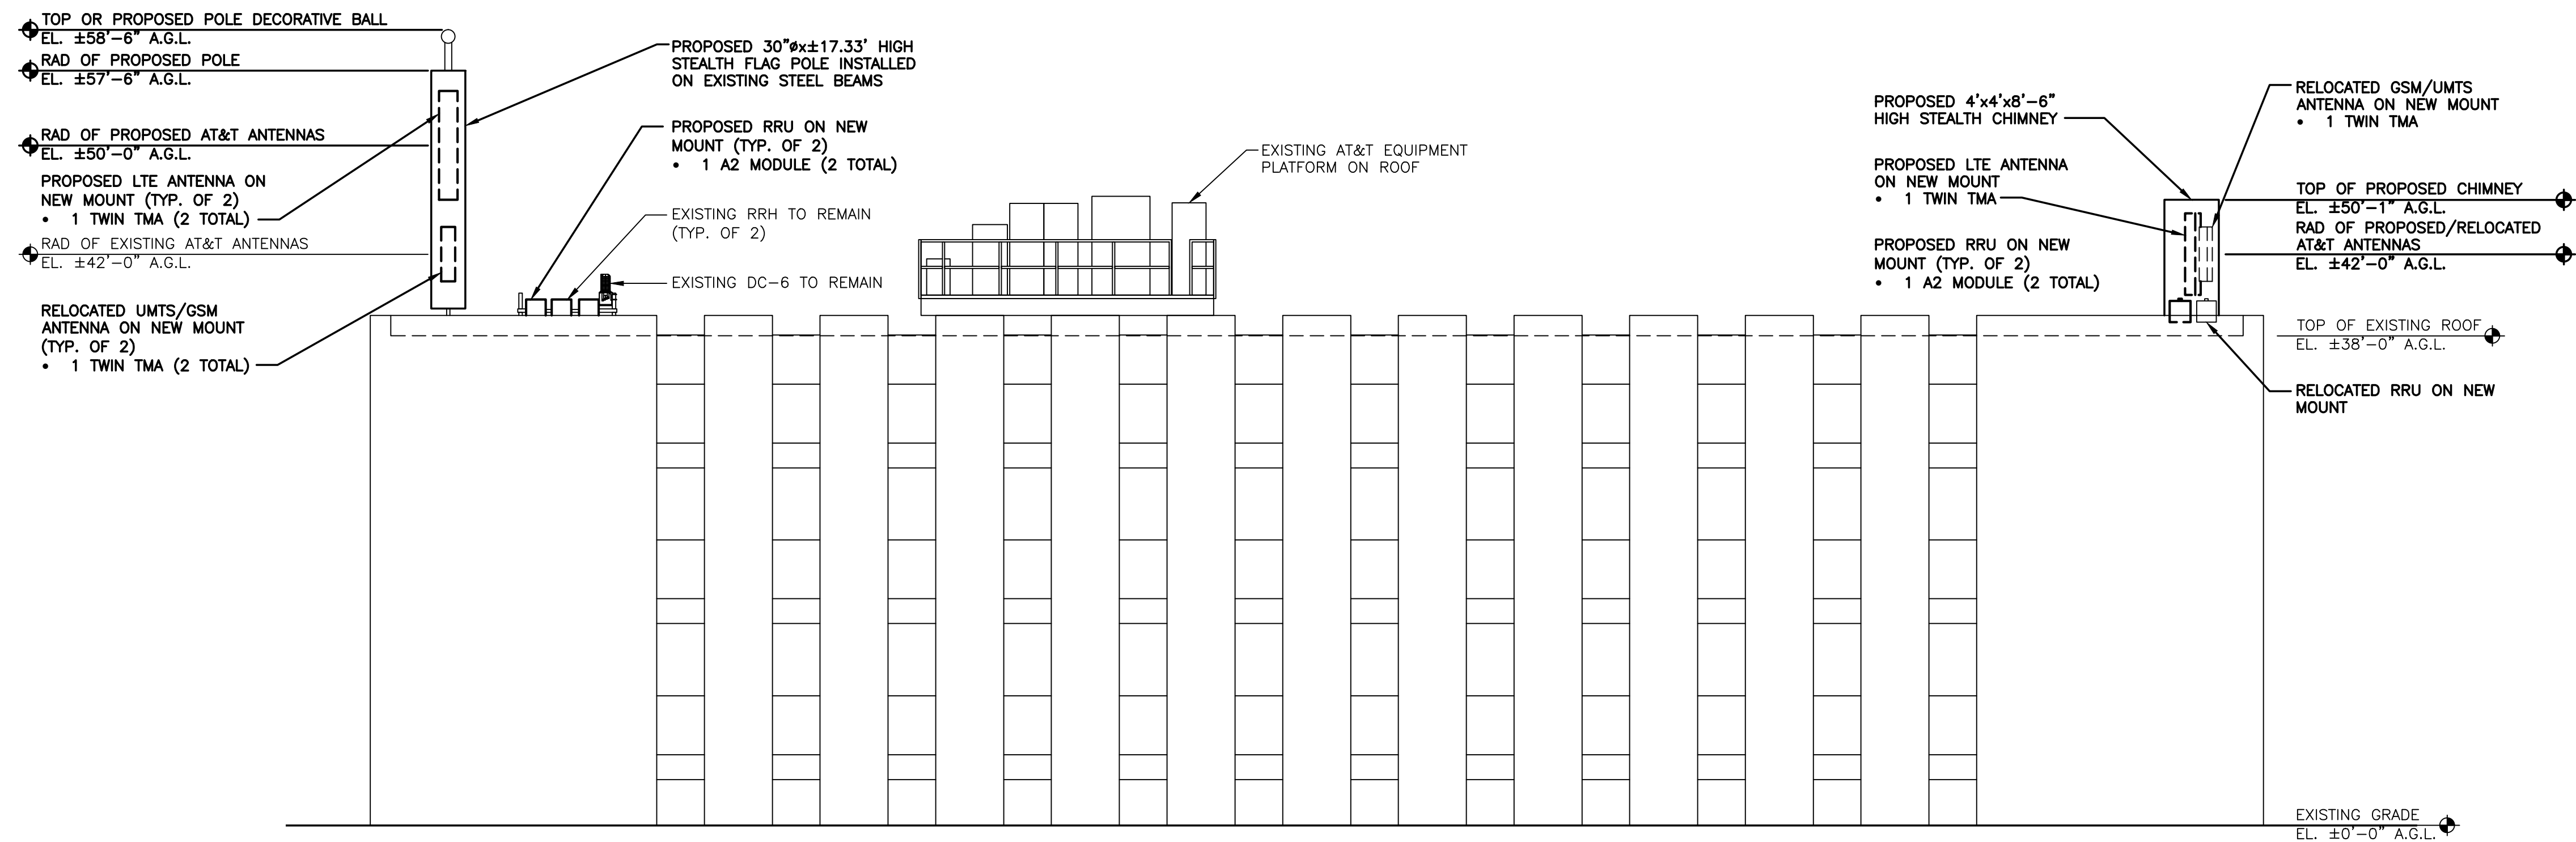 TOP OR PROPOSED POLE DECORATIVE BALL
EL. ±58'-6" A.G.L.
RAD OF PROPOSED POLE
EL. ±57'-6" A.G.L.
RAD OF PROPOSED AT&T ANTENNAS
EL. ±50'-0" A.G.L.
PROPOSED LTE ANTENNA ON
NEW MOUNT (TYP. OF 2)
• 1 TWIN TMA (2 TOTAL)
RAD OF EXISTING AT&T ANTENNAS
EL. ±42'-0" A.G.L.
RELOCATED UMTS/GSM
ANTENNA ON NEW MOUNT
(TYP. OF 2)
• 1 TWIN TMA (2 TOTAL)
PROPOSED 30"øx±17.33' HIGH
STEALTH FLAG POLE INSTALLED
ON EXISTING STEEL BEAMS
PROPOSED RRU ON NEW
MOUNT (TYP. OF 2)
• 1 A2 MODULE (2 TOTAL)
EXISTING RRH TO REMAIN
(TYP. OF 2)
EXISTING DC-6 TO REMAIN
EXISTING AT&T EQUIPMENT
PLATFORM ON ROOF
PROPOSED 4'x4'x8'-6"
HIGH STEALTH CHIMNEY
PROPOSED LTE ANTENNA
ON NEW MOUNT
• 1 TWIN TMA
PROPOSED RRU ON NEW
MOUNT (TYP. OF 2)
• 1 A2 MODULE (2 TOTAL)
RELOCATED GSM/UMTS
ANTENNA ON NEW MOUNT
• 1 TWIN TMA
TOP OF PROPOSED CHIMNEY
EL. ±50'-1" A.G.L.
RAD OF PROPOSED/RELOCATED
AT&T ANTENNAS
EL. ±42'-0" A.G.L.
TOP OF EXISTING ROOF
EL. ±38'-0" A.G.L.
RELOCATED RRU ON NEW
MOUNT
EXISTING GRADE
EL. ±0'-0" A.G.L.